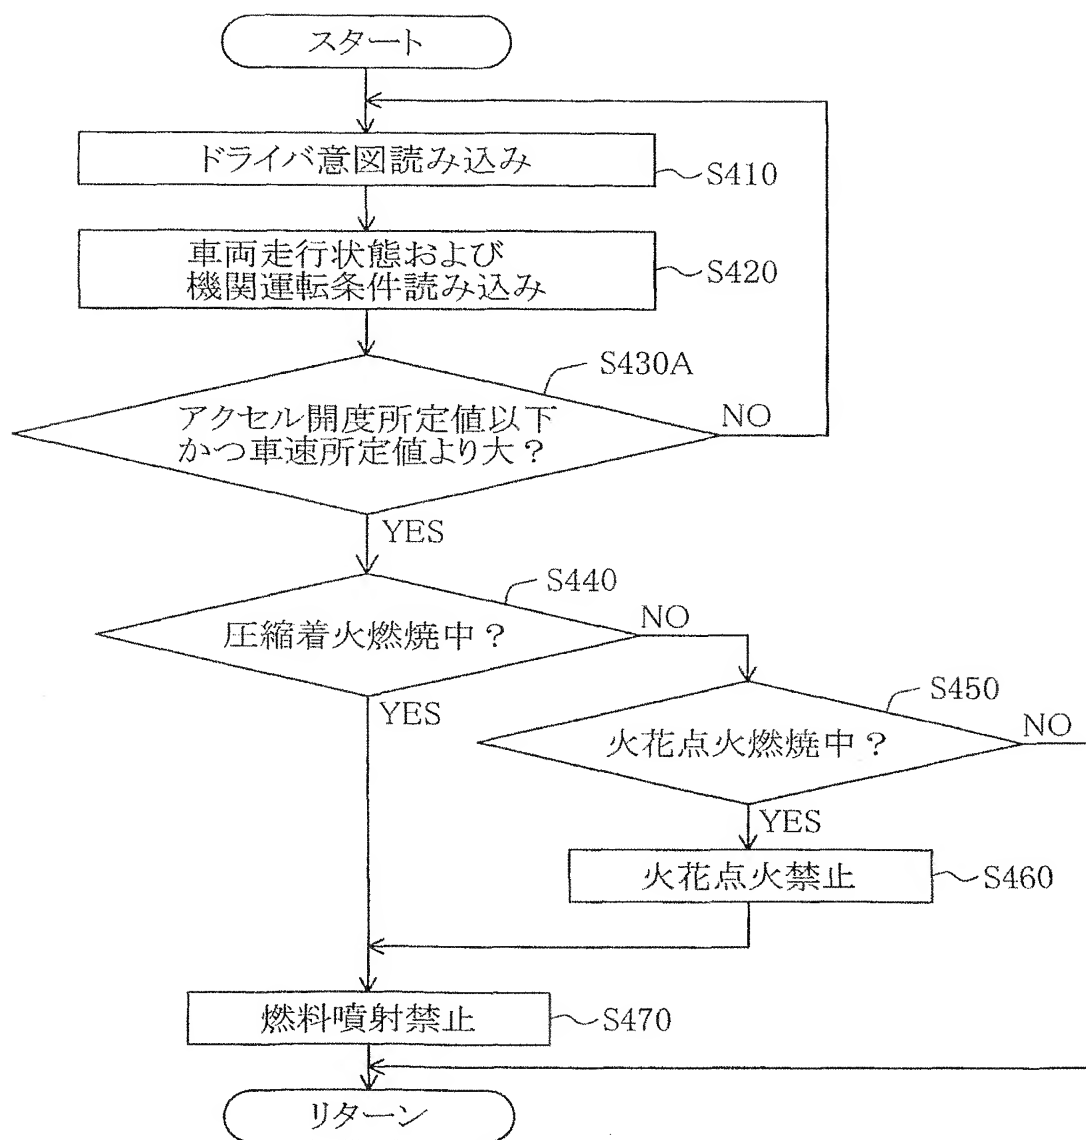 スタート
ドライバ意図読み込み
S410
車両走行状態および
機関運転条件読み込み
S420
S430A
アクセル開度所定値以下
かつ車速所定値より大？
NO
YES
S440
圧縮着火燃焼中？
NO
YES
S450
火花点火燃焼中？
NO
YES
火花点火禁止
S460
燃料噴射禁止
S470
リターン